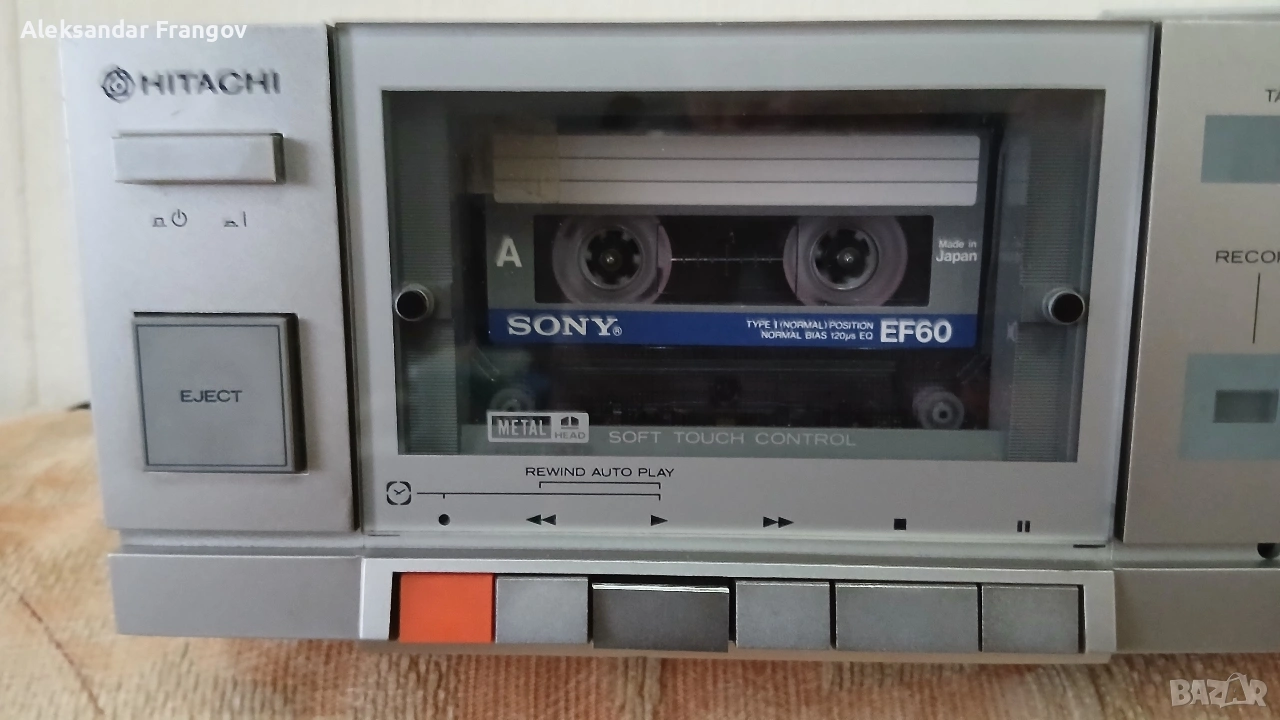 Aleksandar Frangov
HITACHI
EJECT
A
Made in
Japan
SONY®
TYPE I (NORMAL) POSITION
NORMAL BIAS 120µs EQ
EF60
METAL
HEAD
SOFT TOUCH CONTROL
REWIND AUTO PLAY
BAZAR